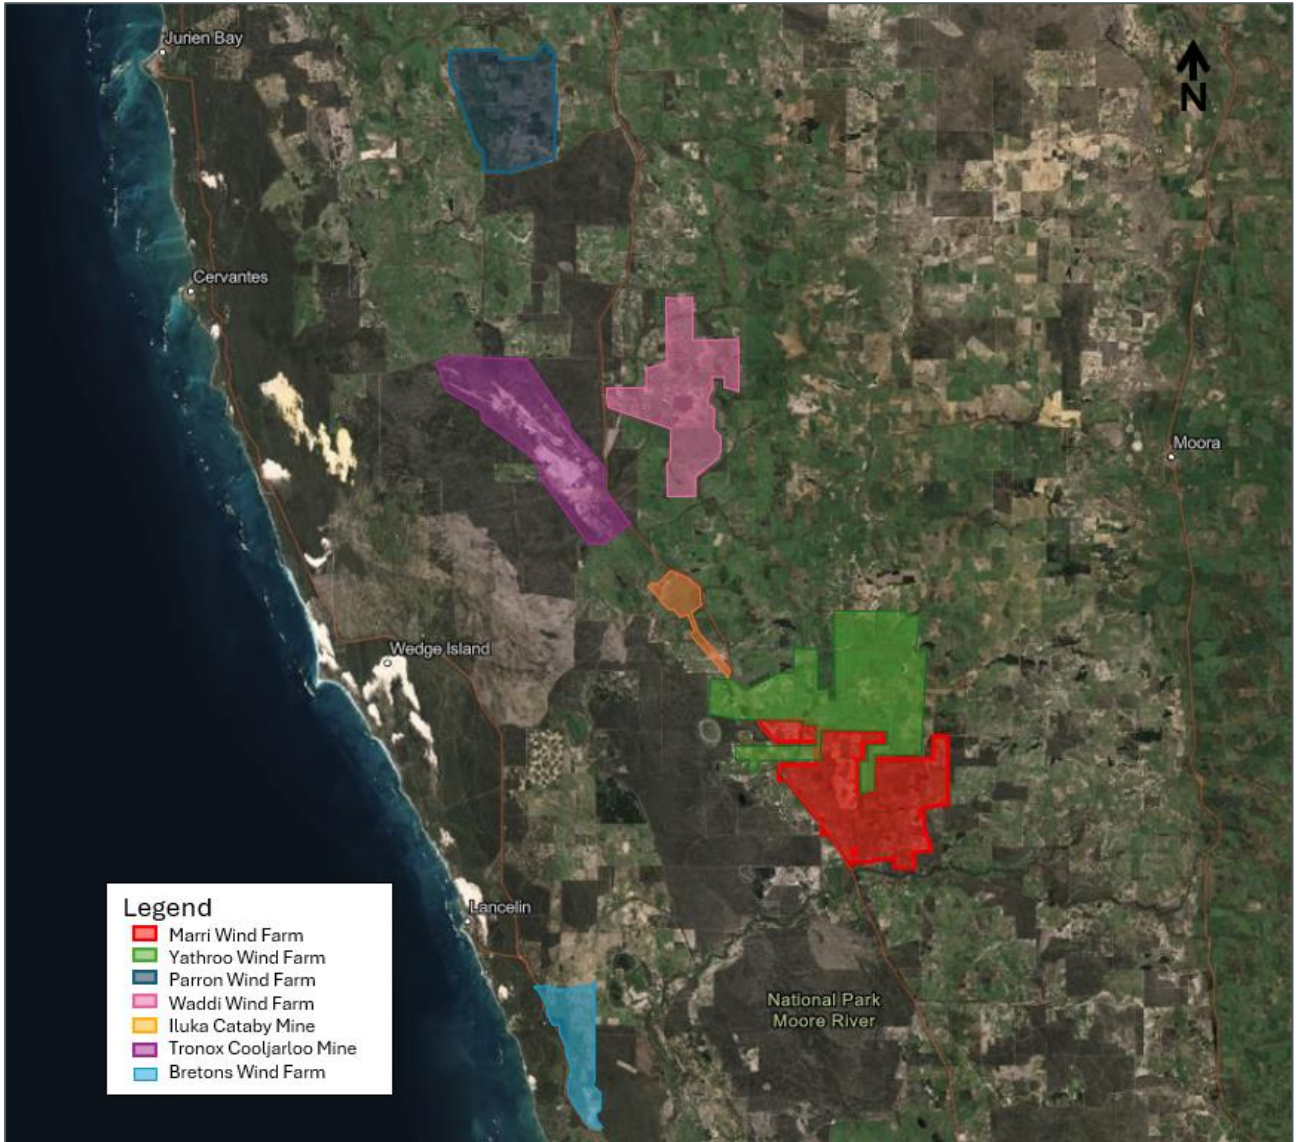 Jurien Bay
N
Cervantes
Moora
Wedge Island
Lancelin
National Park
Moore River
Legend
Marri Wind Farm
Yathroo Wind Farm
Parron Wind Farm
Waddi Wind Farm
Iluka Cataby Mine
Tronox Cooljarloo Mine
Bretons Wind Farm